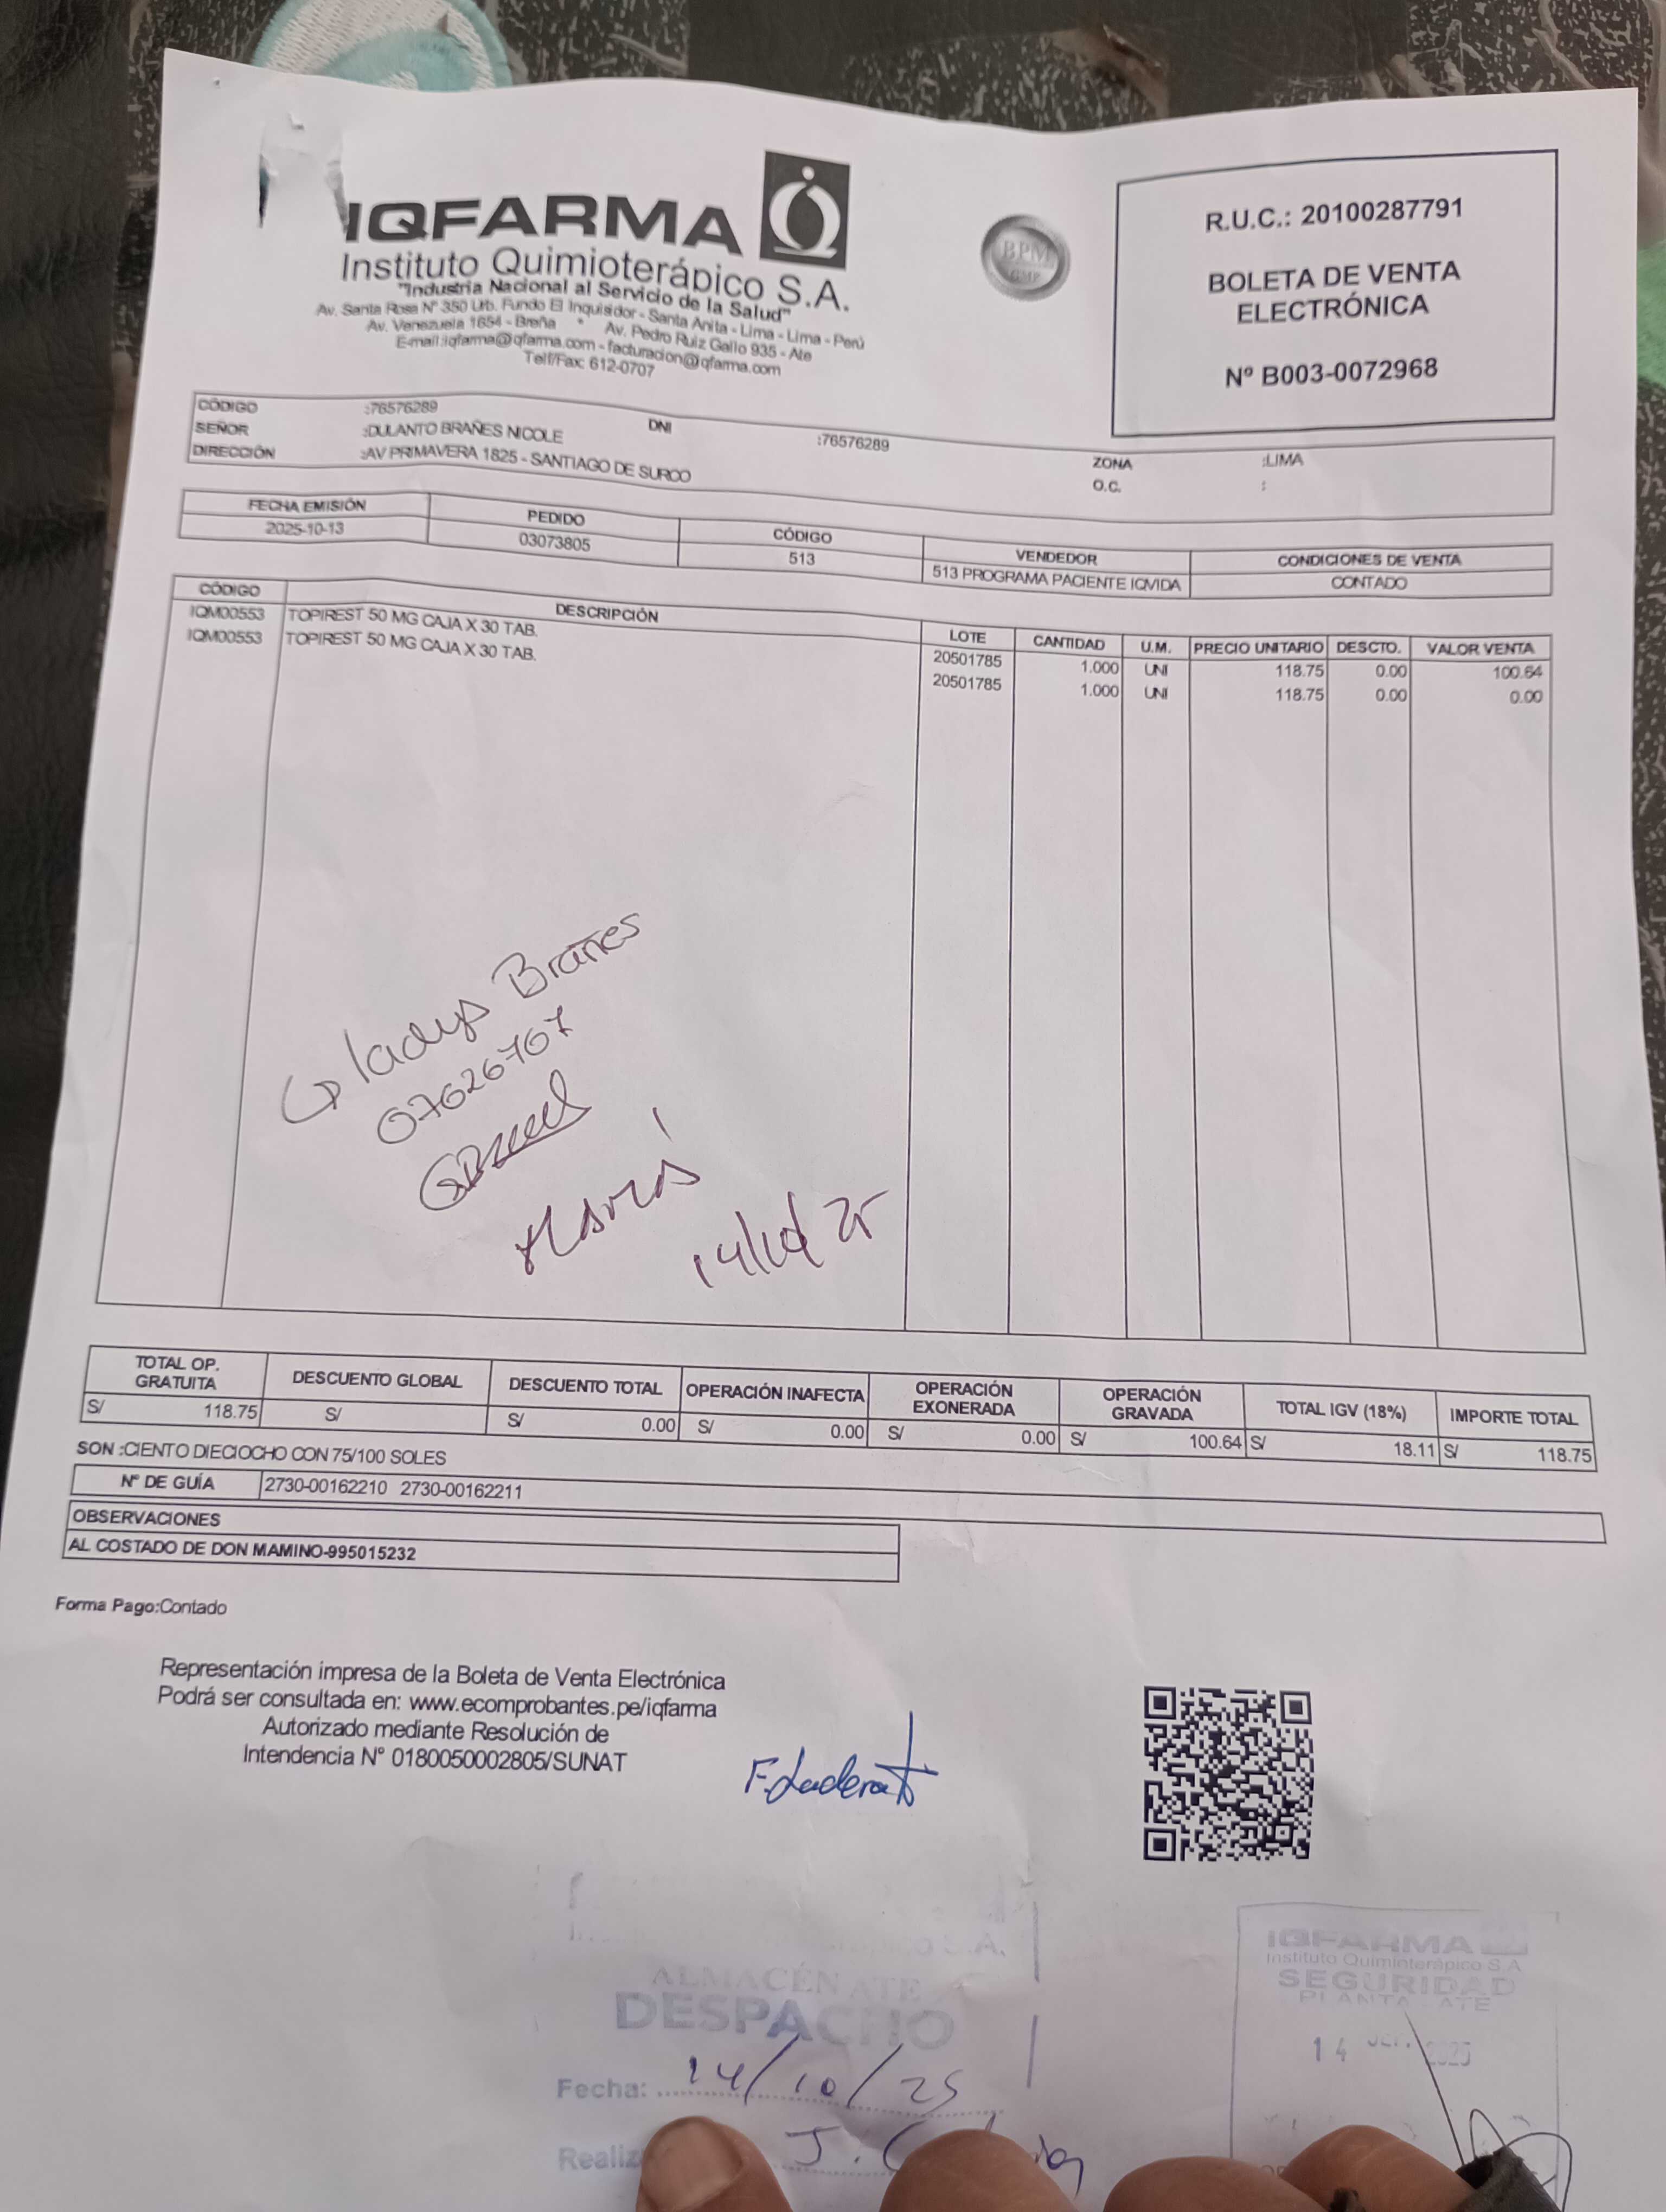 IQFARMA
Instituto Quimioterápico S.A.
"Industria Nacional al Servicio de la Salud"
Av. Santa Rosa N° 350 Urb. Fundo El Inquisidor - Santa Anita - Lima - Lima - Perú
Av. Venezuela 1654 - Breña * Av. Pedro Ruiz Gallo 935 - Ate
E-mail:iqfarma@qfarma.com - facturacion@qfarma.com
Telf/Fax: 612-0707
BPM
GMP
R.U.C.: 20100287791
BOLETA DE VENTA
ELECTRÓNICA
Nº B003-0072968
CÓDIGO :76576289 DNI :76576289
SEÑOR :DULANTO BRAÑES NICOLE ZONA :LIMA
DIRECCIÓN :AV PRIMAVERA 1825 - SANTIAGO DE SURCO O.C. :
FECHA EMISIÓN PEDIDO CÓDIGO VENDEDOR CONDICIONES DE VENTA
2025-10-13 03073805 513 513 PROGRAMA PACIENTE IQVIDA CONTADO
CÓDIGO DESCRIPCIÓN LOTE CANTIDAD U.M. PRECIO UNITARIO DESCTO. VALOR VENTA
IQM00553 TOPIREST 50 MG CAJA X 30 TAB. 20501785 1.000 UNI 118.75 0.00 100.64
IQM00553 TOPIREST 50 MG CAJA X 30 TAB. 20501785 1.000 UNI 118.75 0.00 0.00
Gladys Brañes
07626767
14/10/25
TOTAL OP. GRATUITA DESCUENTO GLOBAL DESCUENTO TOTAL OPERACIÓN INAFECTA OPERACIÓN EXONERADA OPERACIÓN GRAVADA TOTAL IGV (18%) IMPORTE TOTAL
S/ 118.75 S/ S/ 0.00 S/ 0.00 S/ 0.00 S/ 100.64 S/ 18.11 S/ 118.75
SON :CIENTO DIECIOCHO CON 75/100 SOLES
Nº DE GUÍA 2730-00162210 2730-00162211
OBSERVACIONES
AL COSTADO DE DON MAMINO-995015232
Forma Pago:Contado
Representación impresa de la Boleta de Venta Electrónica
Podrá ser consultada en: www.ecomprobantes.pe/iqfarma
Autorizado mediante Resolución de
Intendencia N° 0180050002805/SUNAT
S.A.
ALMACÉN ATE
DESPACHO
Fecha: 14/10/25
IQFARMA
Instituto Quimioterápico S.A.
SEGURIDAD
PLANTA - ATE
14 2025